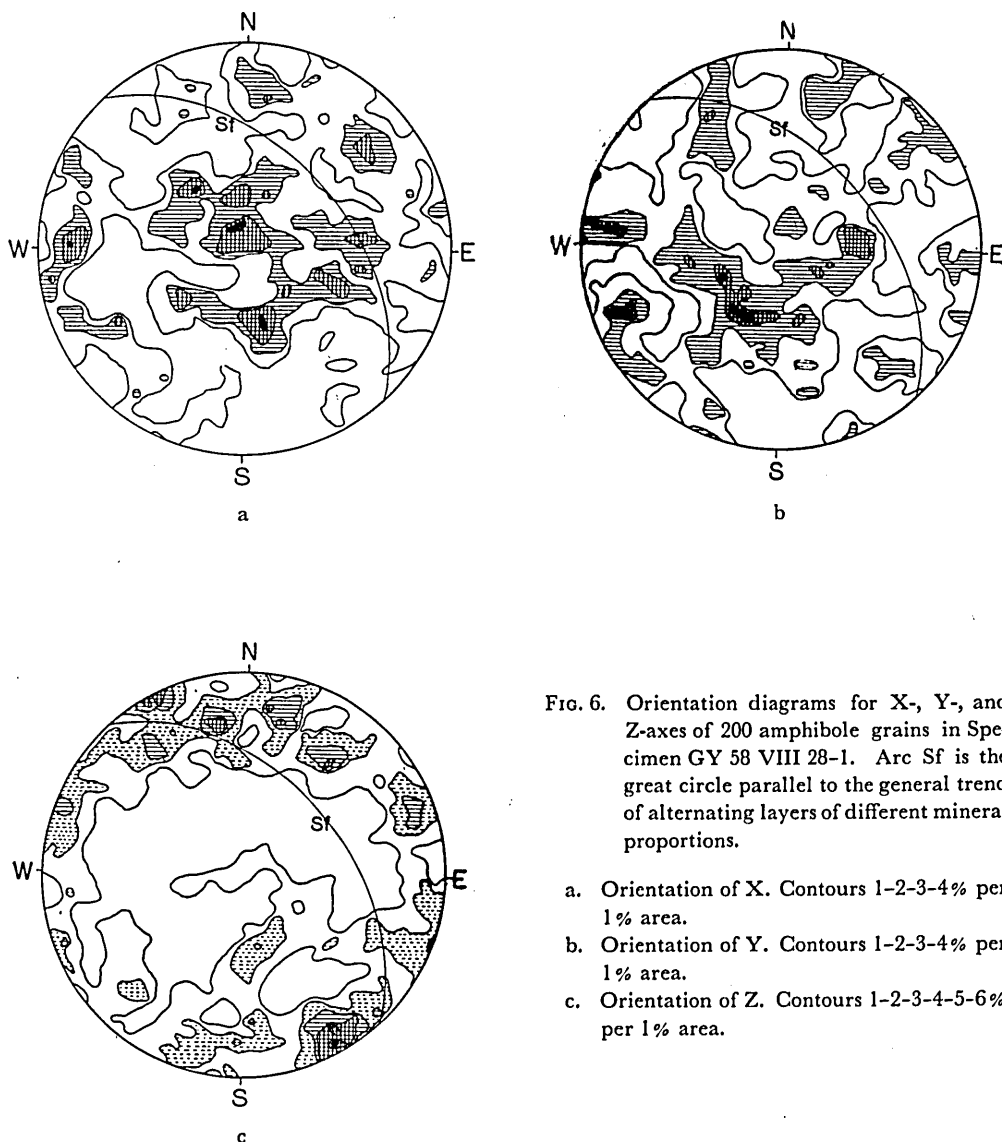 N
Sf
W
E
S
a
N
Sf
W
E
S
b
N
Sf
W
E
S
c
FIG. 6. Orientation diagrams for X-, Y-, and
Z-axes of 200 amphibole grains in Spe-
cimen GY 58 VIII 28-1. Arc Sf is the
great circle parallel to the general trend
of alternating layers of different mineral
proportions.
a. Orientation of X. Contours 1-2-3-4% per
1% area.
b. Orientation of Y. Contours 1-2-3-4% per
1% area.
c. Orientation of Z. Contours 1-2-3-4-5-6%
per 1% area.